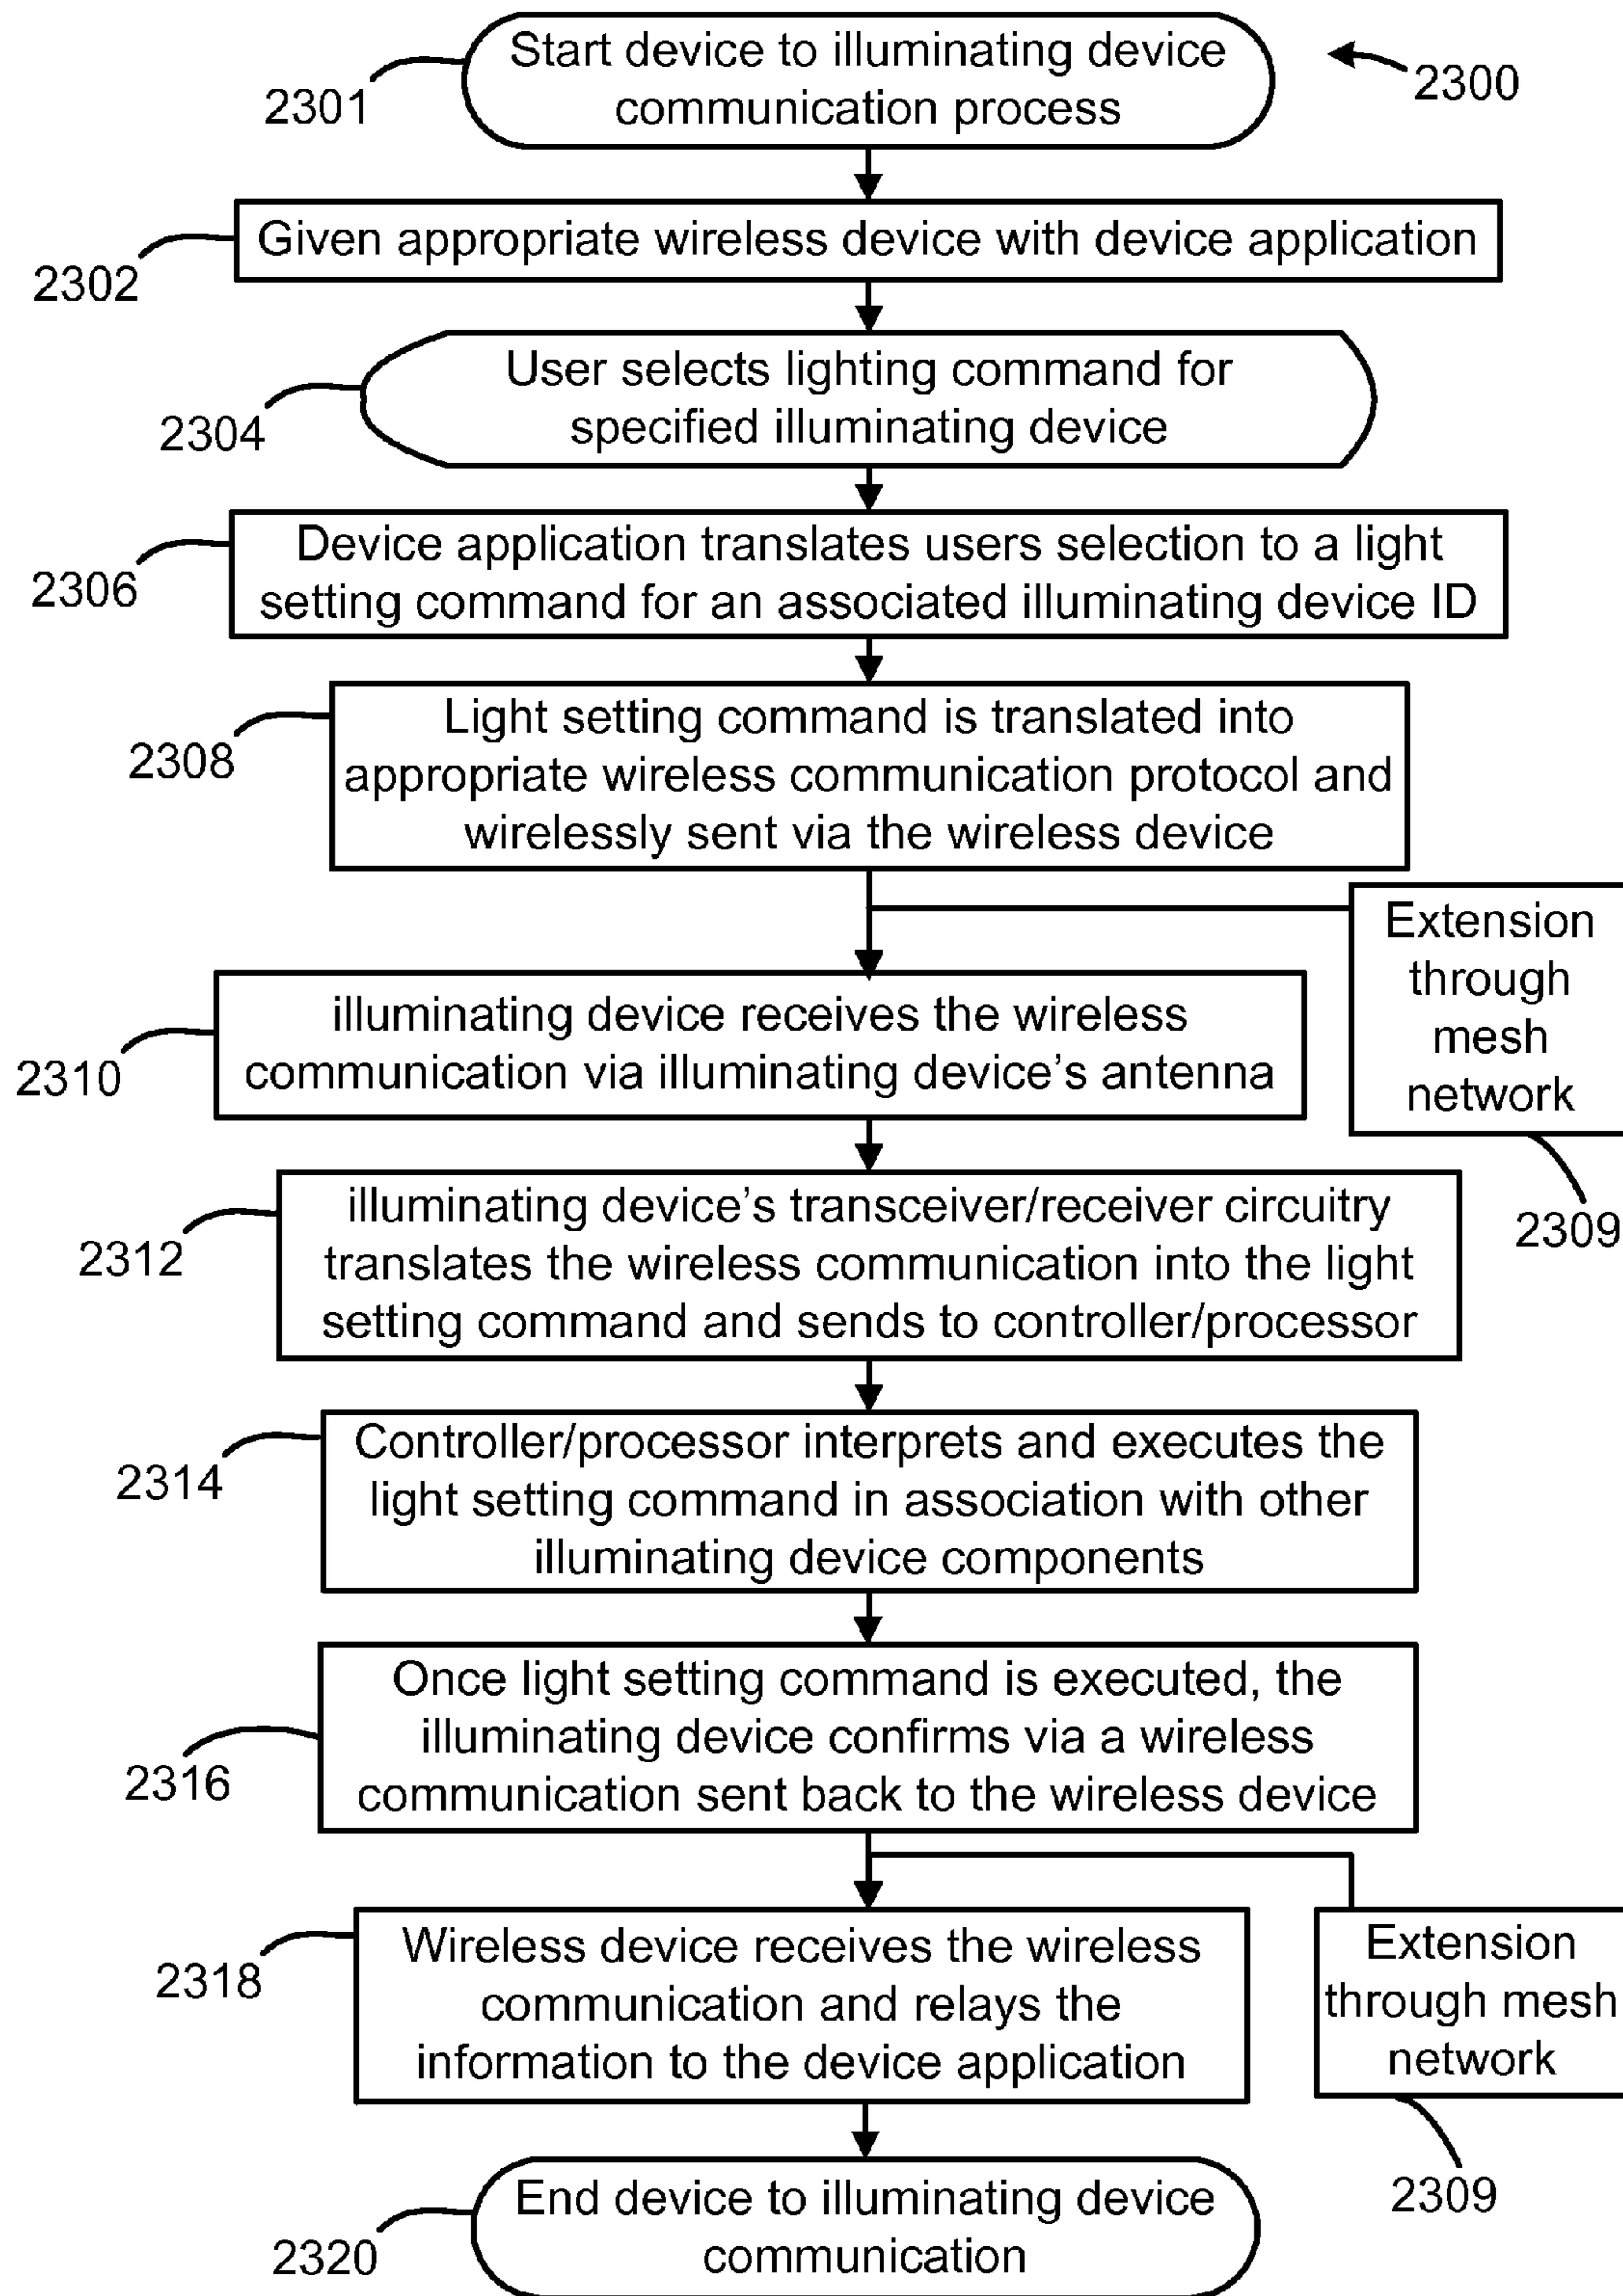 Start device to illuminating device
communication process
2301
2300
Given appropriate wireless device with device application
2302
User selects lighting command for
specified illuminating device
2304
Device application translates users selection to a light
setting command for an associated illuminating device ID
2306
Light setting command is translated into
appropriate wireless communication protocol and
wirelessly sent via the wireless device
2308
Extension
through
mesh
network
2309
illuminating device receives the wireless
communication via illuminating device's antenna
2310
illuminating device's transceiver/receiver circuitry
translates the wireless communication into the light
setting command and sends to controller/processor
2312
Controller/processor interprets and executes the
light setting command in association with other
illuminating device components
2314
Once light setting command is executed, the
illuminating device confirms via a wireless
communication sent back to the wireless device
2316
Wireless device receives the wireless
communication and relays the
information to the device application
2318
Extension
through mesh
network
2309
End device to illuminating device
communication
2320